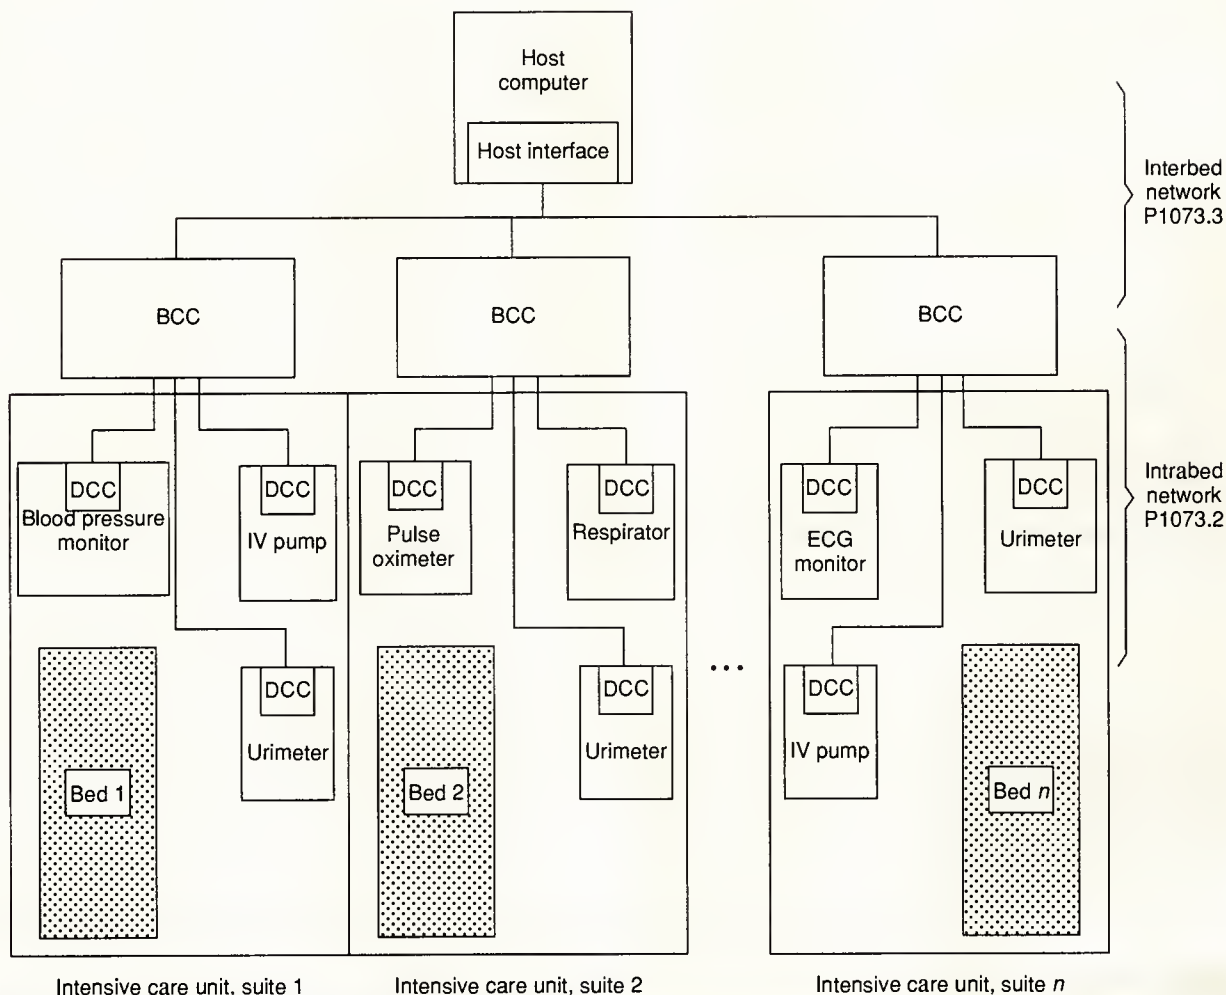 Host
computer
Host interface
Interbed
network
P1073.3
BCC
BCC
BCC
Intrabed
network
P1073.2
DCC
Blood pressure
monitor
DCC
IV pump
DCC
Pulse
oximeter
DCC
Respirator
DCC
ECG
monitor
DCC
Urimeter
DCC
Urimeter
DCC
Urimeter
...
DCC
IV pump
Bed 1
Bed 2
Bed n
Intensive care unit, suite 1
Intensive care unit, suite 2
Intensive care unit, suite n